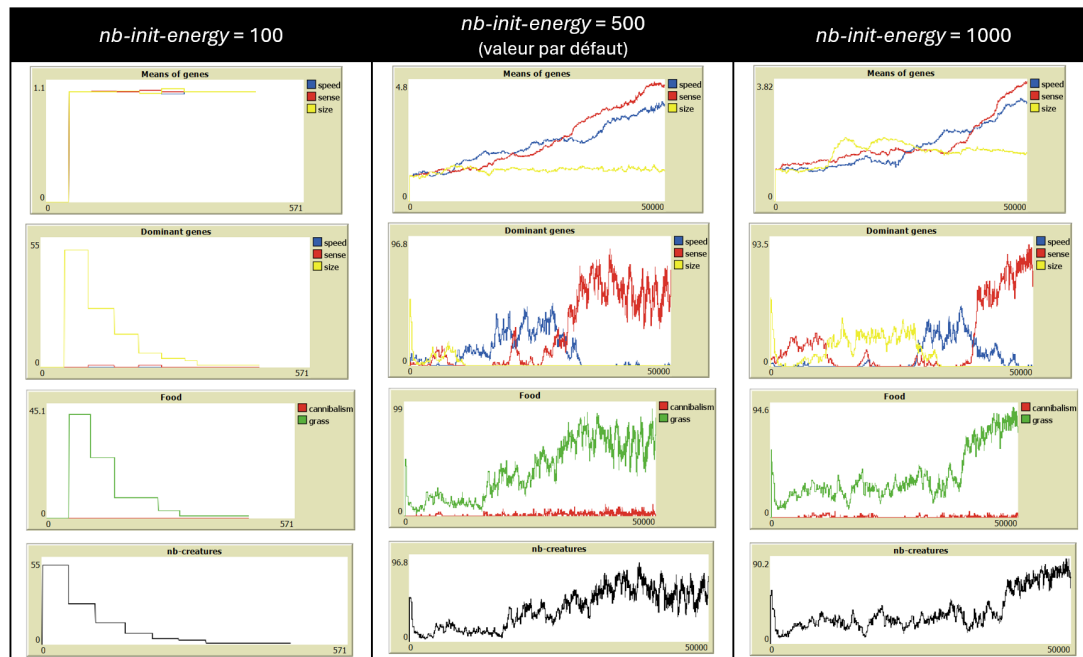 nb-init-energy = 100
nb-init-energy = 500
(valeur par défaut)
nb-init-energy = 1000
Means of genes
1.1
0
571
speed
sense
size
Means of genes
4.8
0
50000
speed
sense
size
Means of genes
3.82
0
0
50000
speed
sense
size
Dominant genes
55
0
0
571
speed
sense
size
Dominant genes
96.8
0
0
50000
speed
sense
size
Dominant genes
93.5
0
0
50000
speed
sense
size
Food
45.1
0
0
571
cannibalism
grass
Food
99
0
0
50000
cannibalism
grass
Food
94.6
0
0
50000
cannibalism
grass
nb-creatures
55
0
0
571
nb-creatures
96.8
0
0
50000
nb-creatures
90.2
0
0
50000